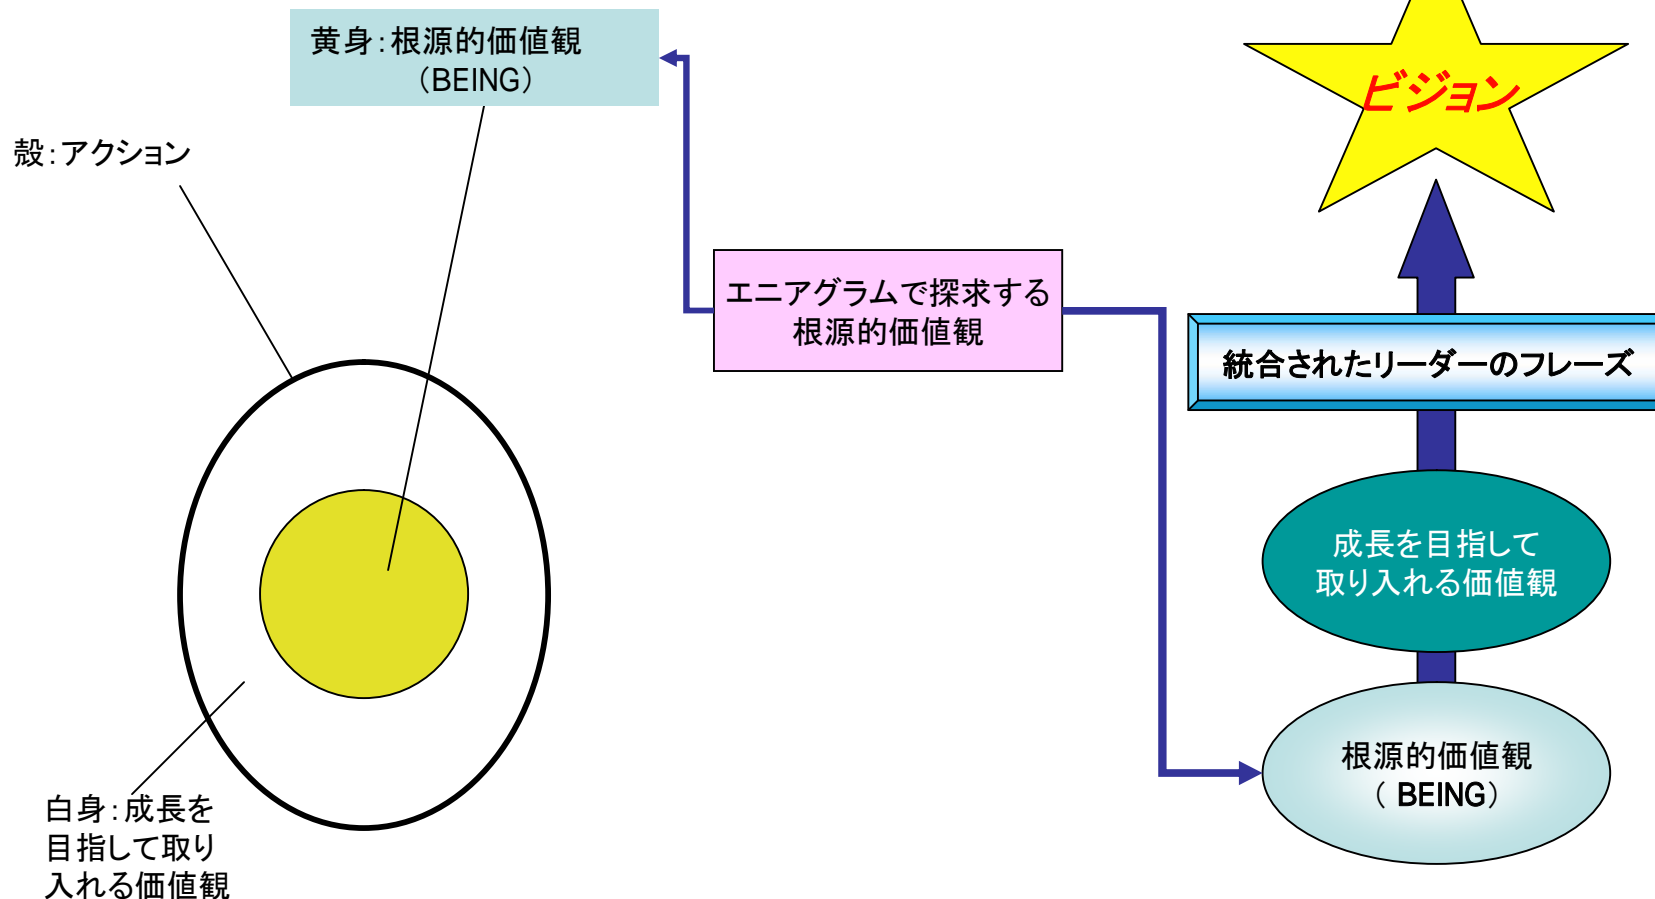 黄身：根源的価値観
（BEING）
ビジョン
殻：アクション
エニアグラムで探求する
根源的価値観
統合されたリーダーのフレーズ
成長を目指して
取り入れる価値観
根源的価値観
（ BEING）
白身：成長を
目指して取り
入れる価値観